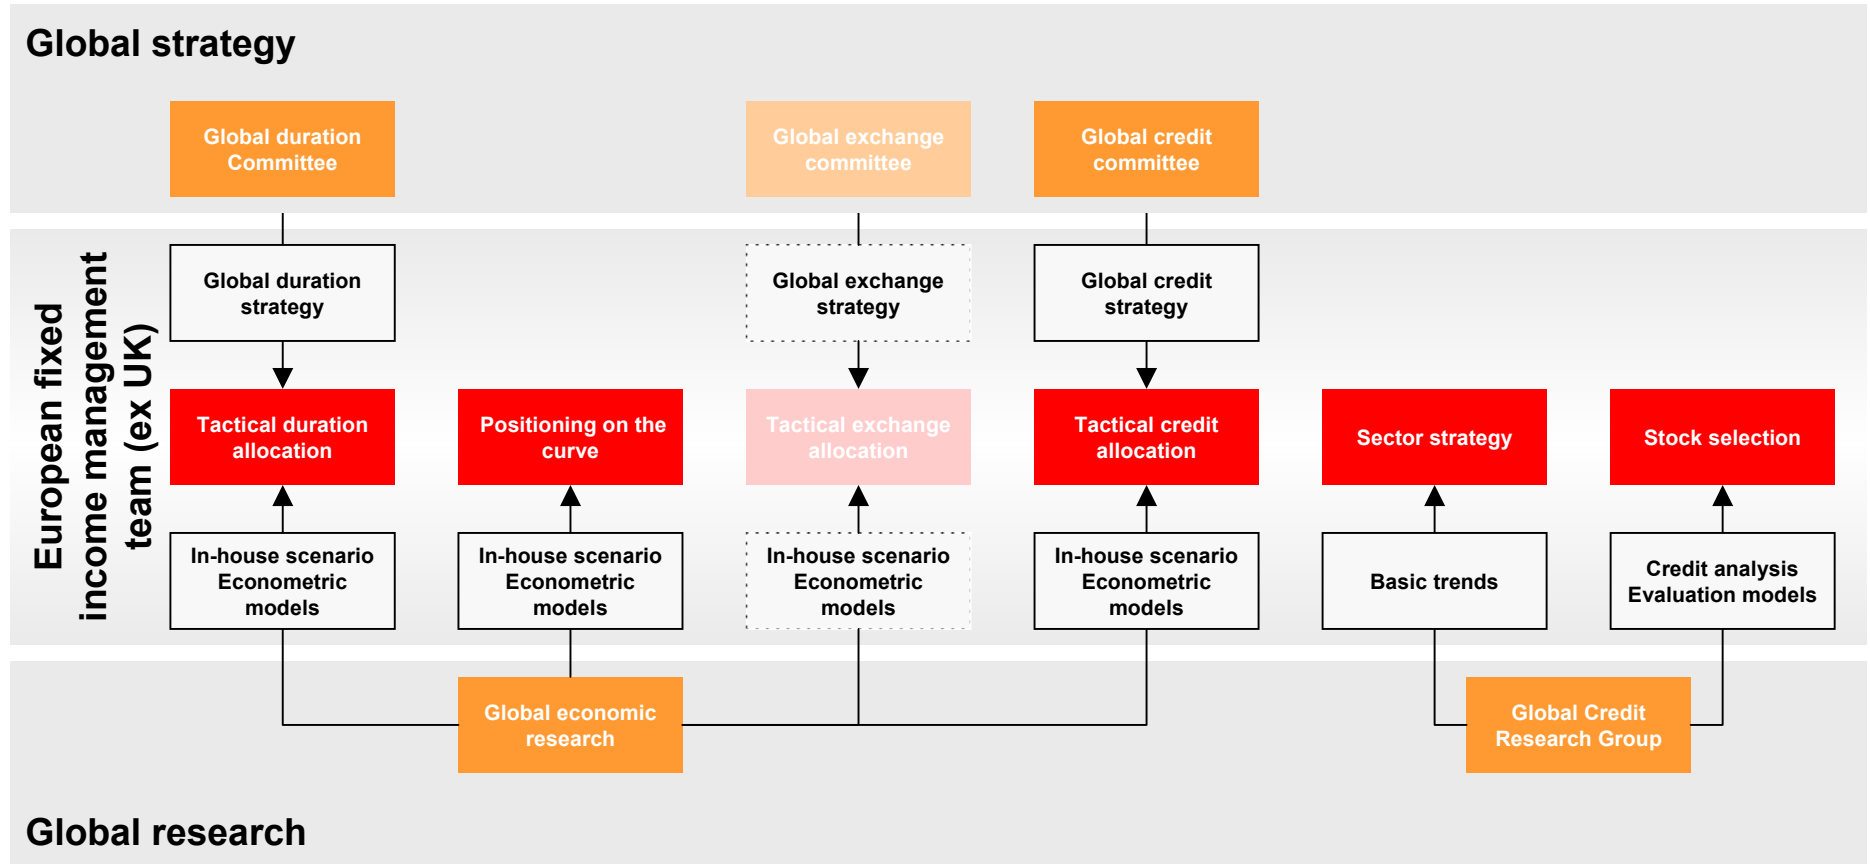 Global strategy
Global duration
Committee
Global exchange
committee
Global credit
committee
European fixed
income management
team (ex UK)
Global duration
strategy
Global exchange
strategy
Global credit
strategy
Tactical duration
allocation
Positioning on the
curve
Tactical exchange
allocation
Tactical credit
allocation
Sector strategy
Stock selection
In-house scenario
Econometric
models
In-house scenario
Econometric
models
In-house scenario
Econometric
models
In-house scenario
Econometric
models
Basic trends
Credit analysis
Evaluation models
Global economic
research
Global Credit
Research Group
Global research